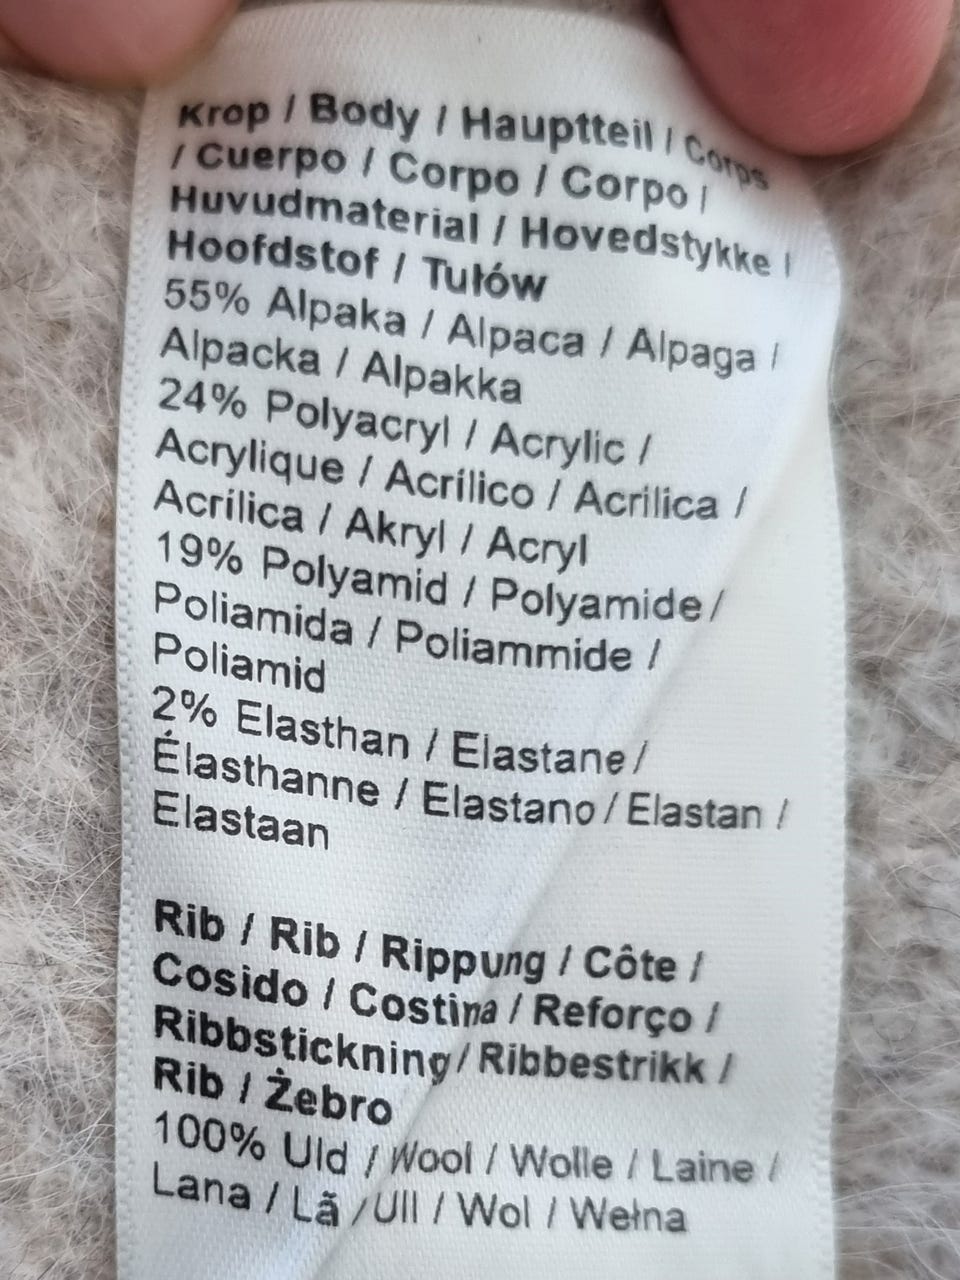 Krop / Body / Hauptteil / Corps
/ Cuerpo / Corpo / Corpo /
Huvudmaterial / Hovedstykke /
Hoofdstof / Tułów
55% Alpaka / Alpaca / Alpaga /
Alpacka / Alpakka
24% Polyacryl / Acrylic /
Acrylique / Acrílico / Acrilica /
Acrílica / Akryl / Acryl
19% Polyamid / Polyamide /
Poliamida / Poliammide /
Poliamid
2% Elasthan / Elastane /
Élasthanne / Elastano / Elastan /
Elastaan
Rib / Rib / Rippung / Côte /
Cosido / Costina / Reforço /
Ribbstickning / Ribbestrikk /
Rib / Żebro
100% Uld / Wool / Wolle / Laine /
Lana / Lã / Ull / Wol / Wełna